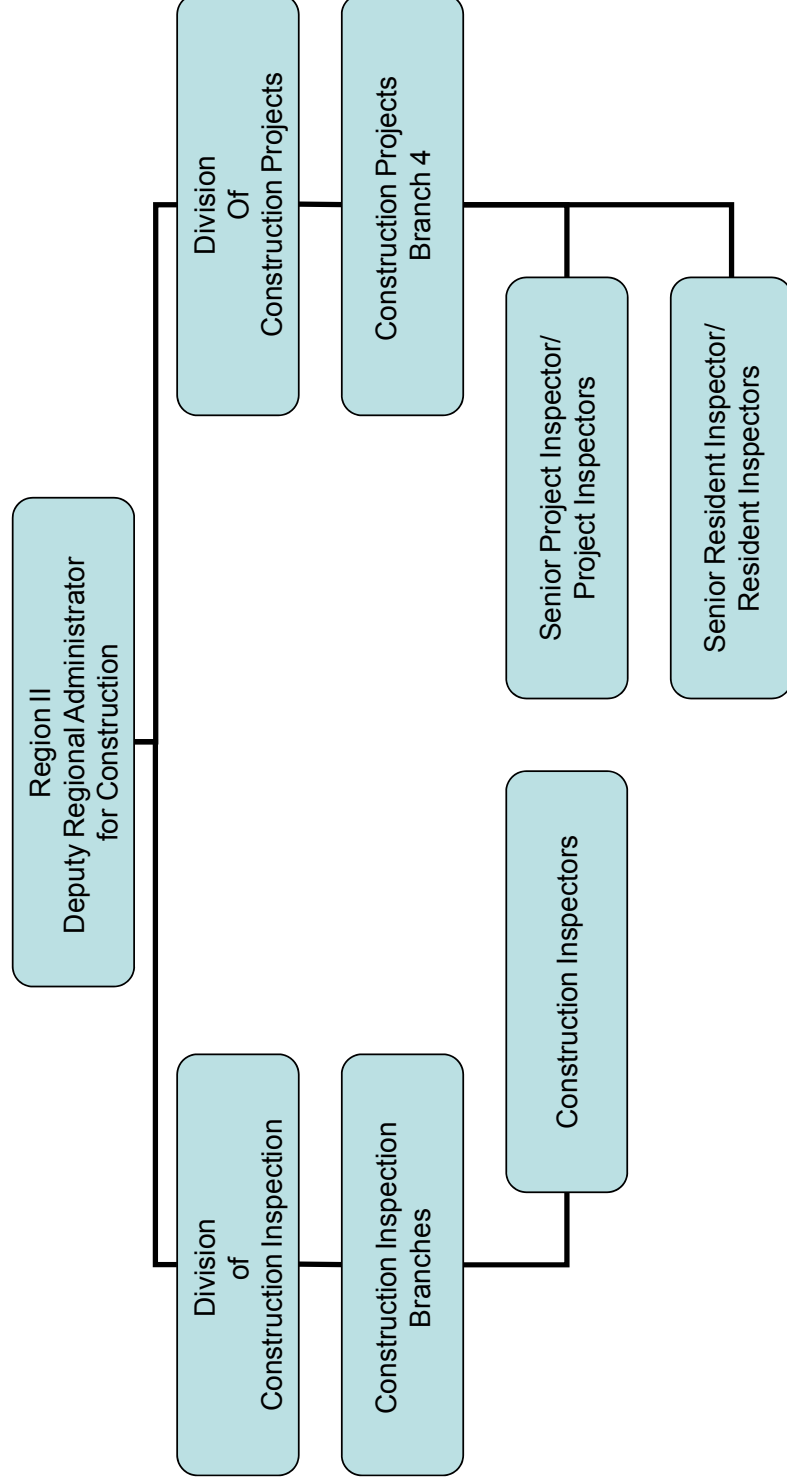 Region II
Deputy Regional Administrator
for Construction
Division
of
Construction Inspection
Division
Of
Construction Projects
Construction Inspection
Branches
Construction Projects
Branch 4
Construction Inspectors
Senior Project Inspector/
Project Inspectors
Senior Resident Inspector/
Resident Inspectors